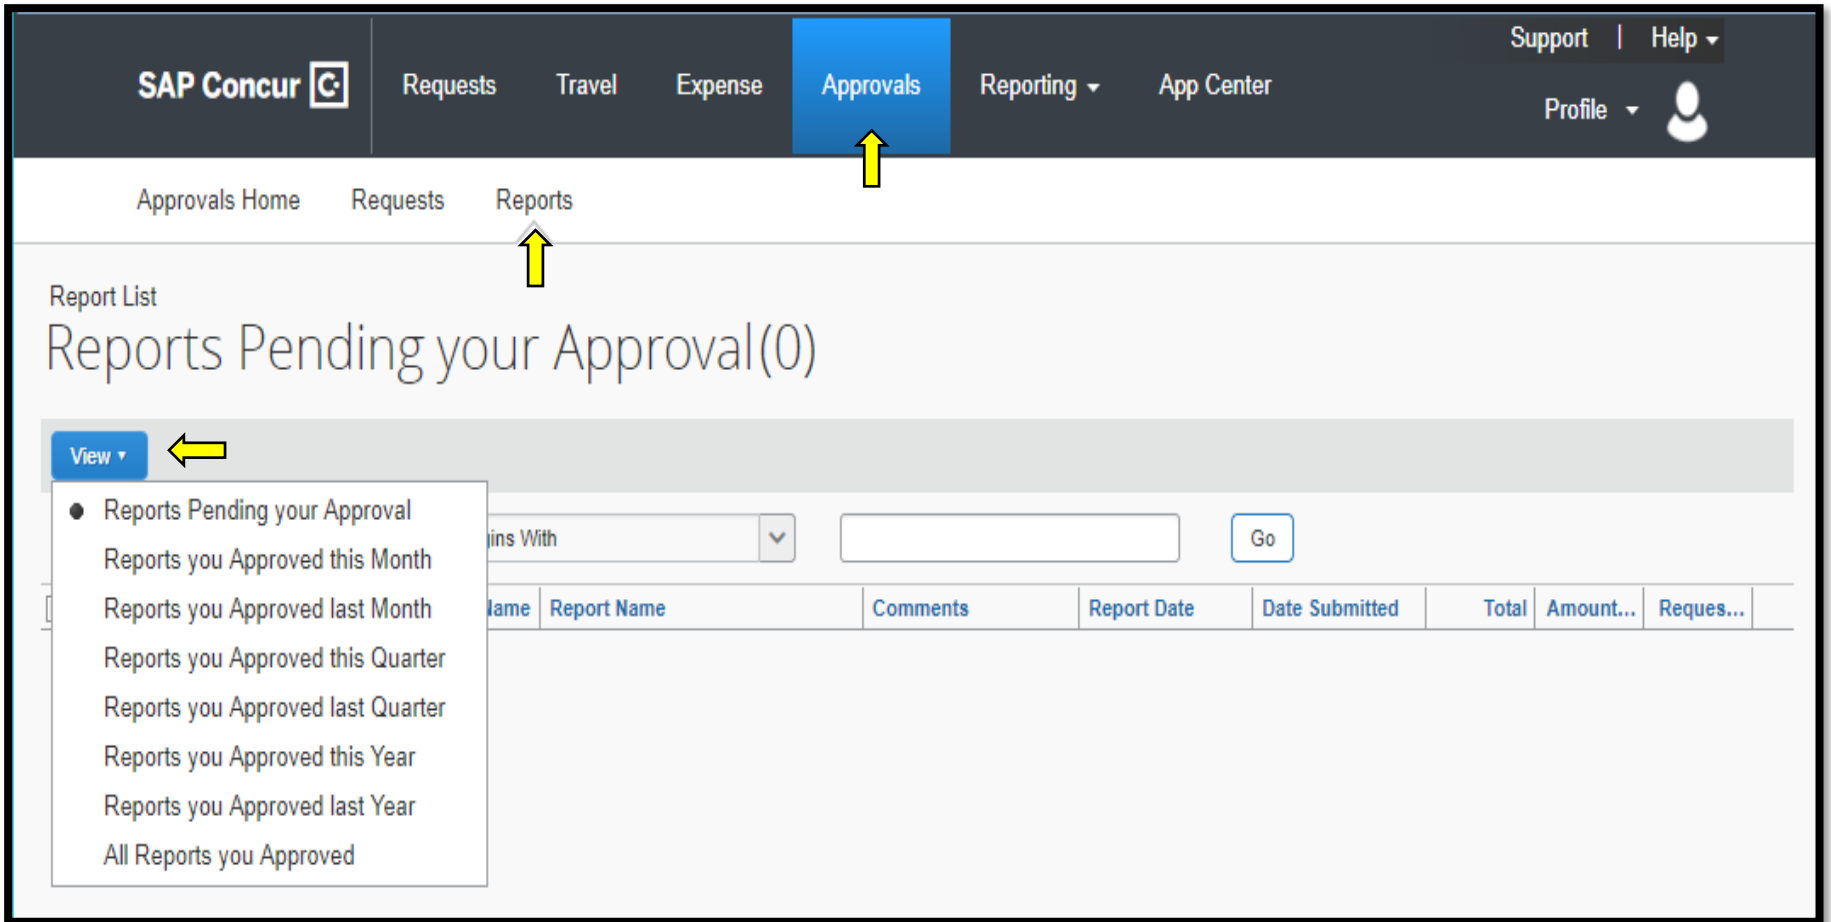 Support | Help
SAP Concur C Requests Travel Expense Approvals Reporting App Center
Profile
Approvals Home Requests Reports
Report List
Reports Pending your Approval(0)
View
Reports Pending your Approval
With Go
Reports you Approved this Month
Reports you Approved last Month
Report Name Comments Report Date Date Submitted Total Amount... Reques...
Reports you Approved this Quarter
Reports you Approved last Quarter
Reports you Approved this Year
Reports you Approved last Year
All Reports you Approved